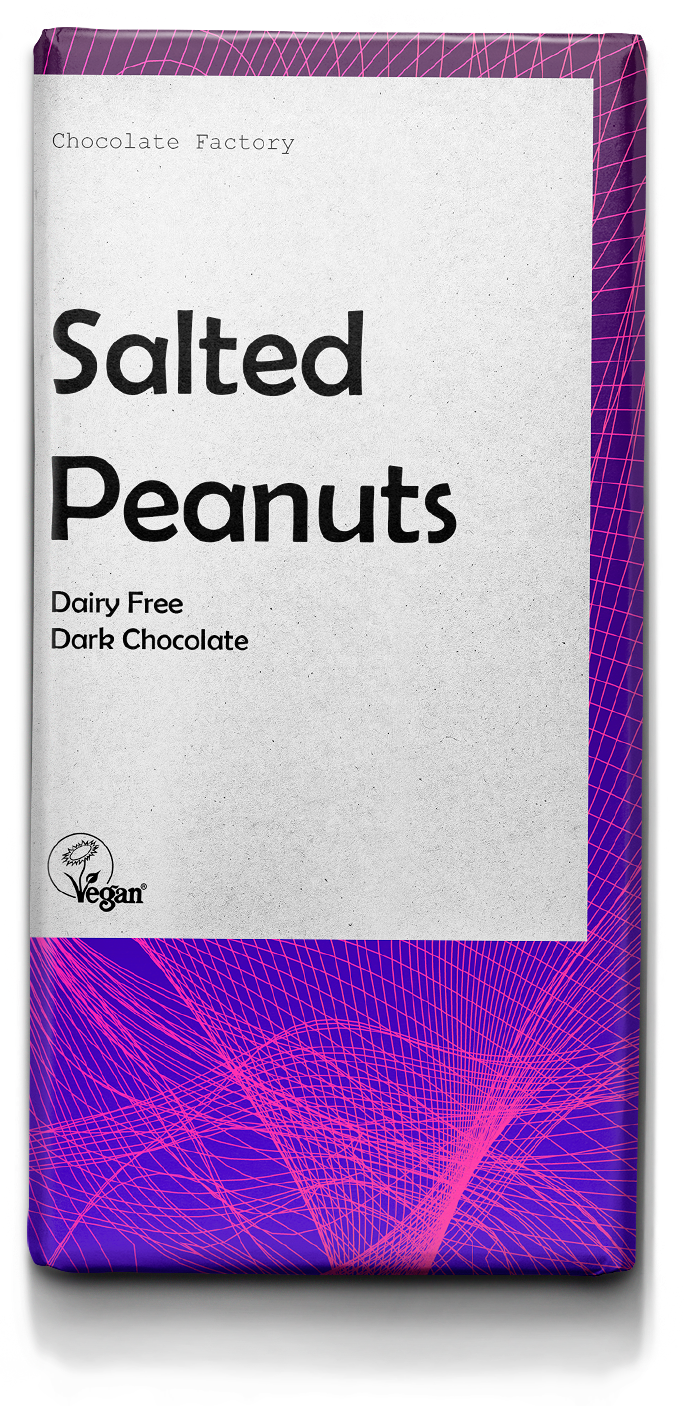 Chocolate Factory
Salted
Peanuts
Dairy Free
Dark Chocolate
Vegan®